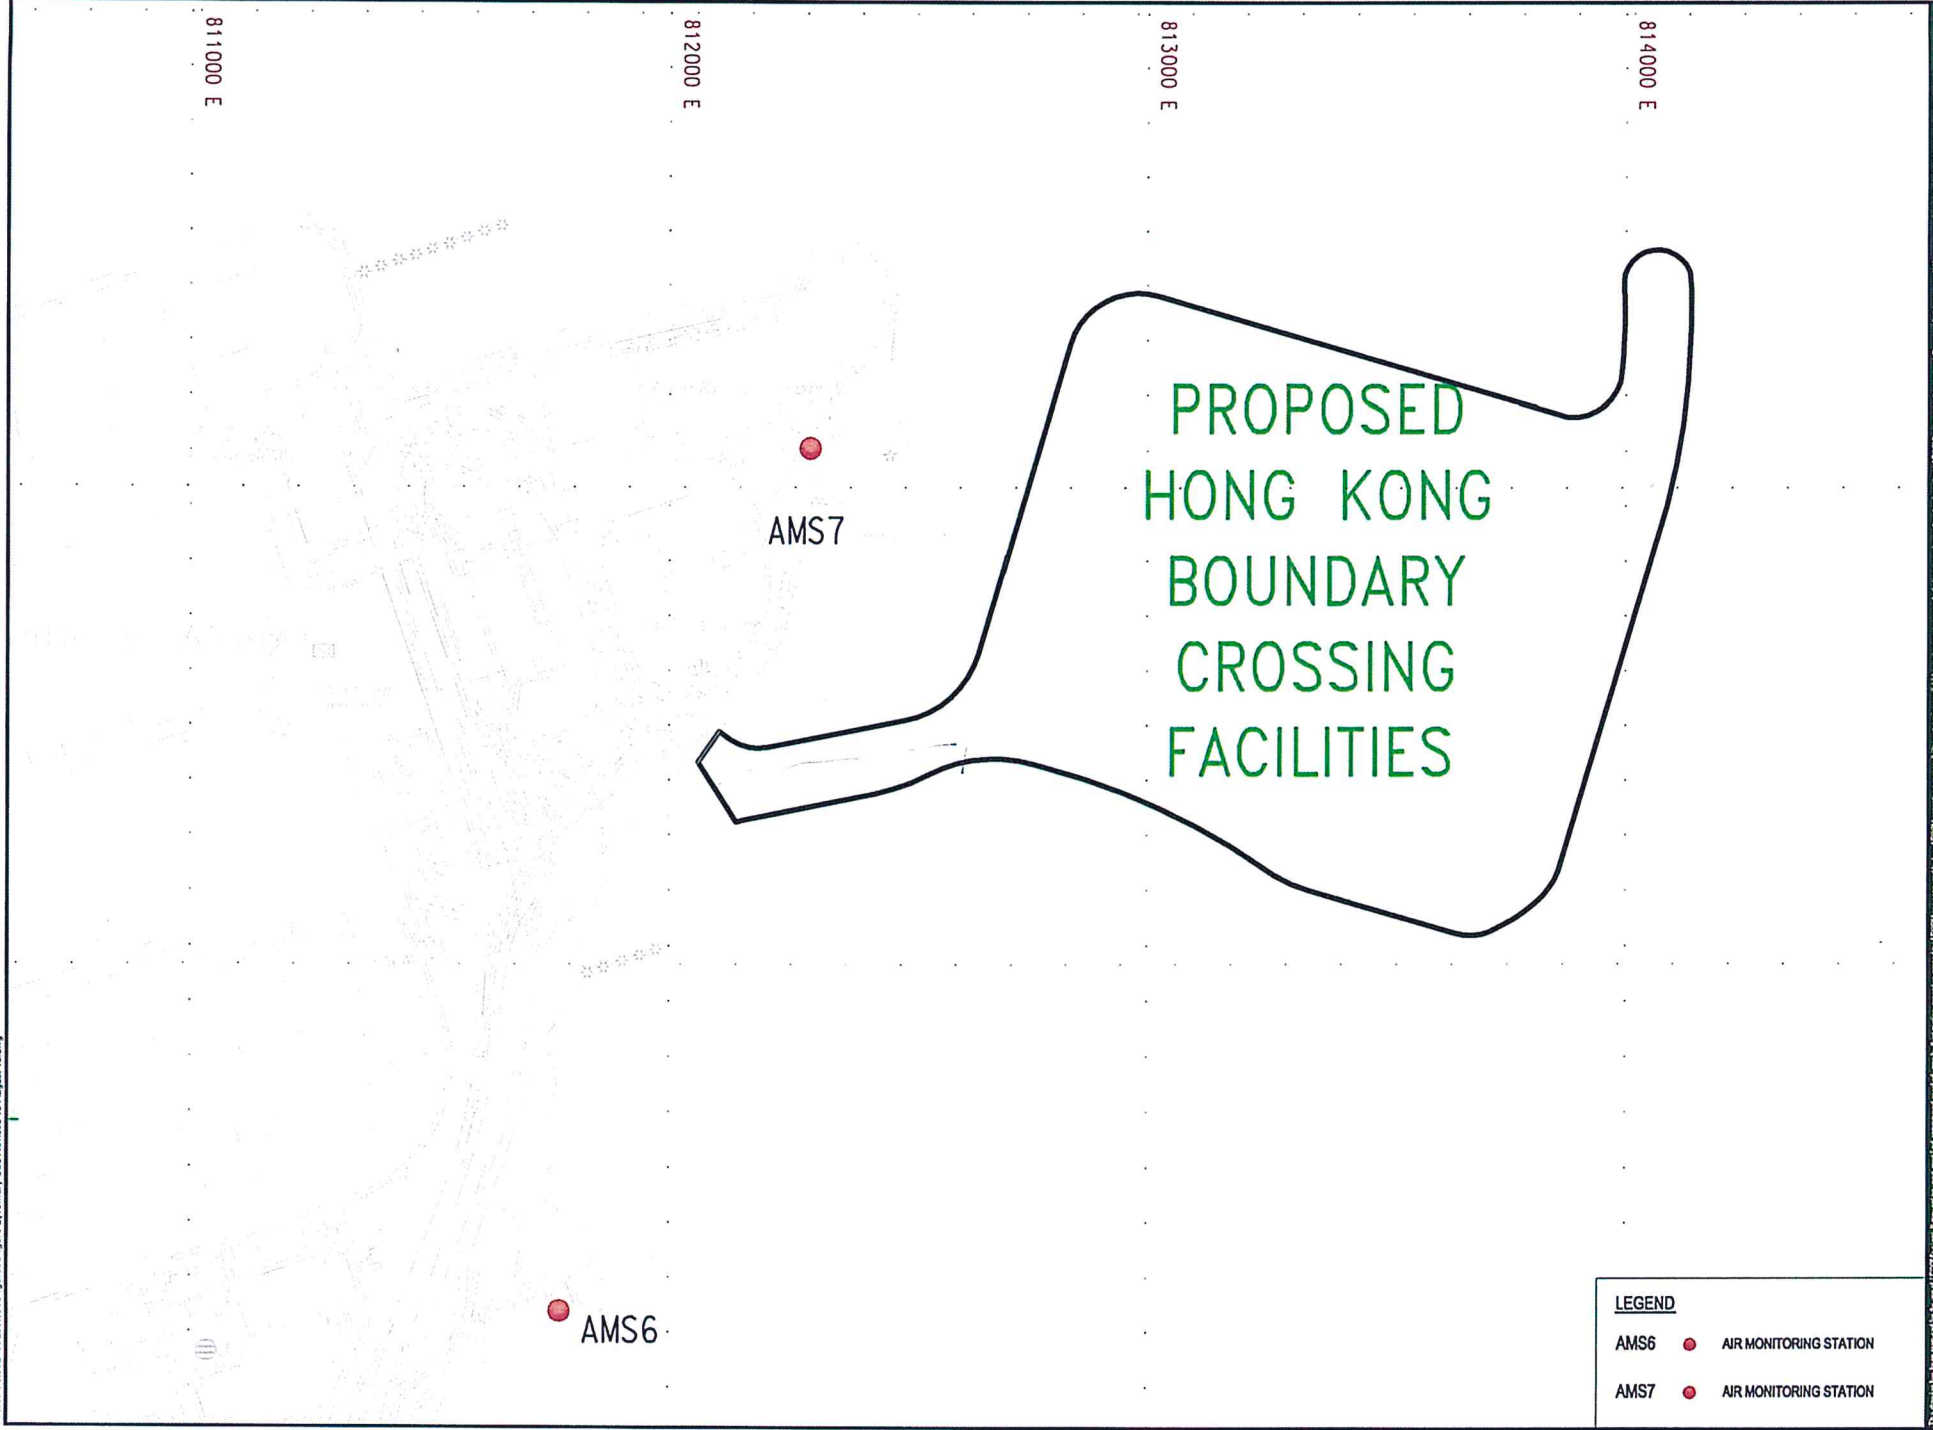 811000 E
812000 E
813000 E
814000 E
PROPOSED
HONG KONG
BOUNDARY
CROSSING
FACILITIES
AMS7
AMS6
LEGEND
AMS6 AIR MONITORING STATION
AMS7 AIR MONITORING STATION